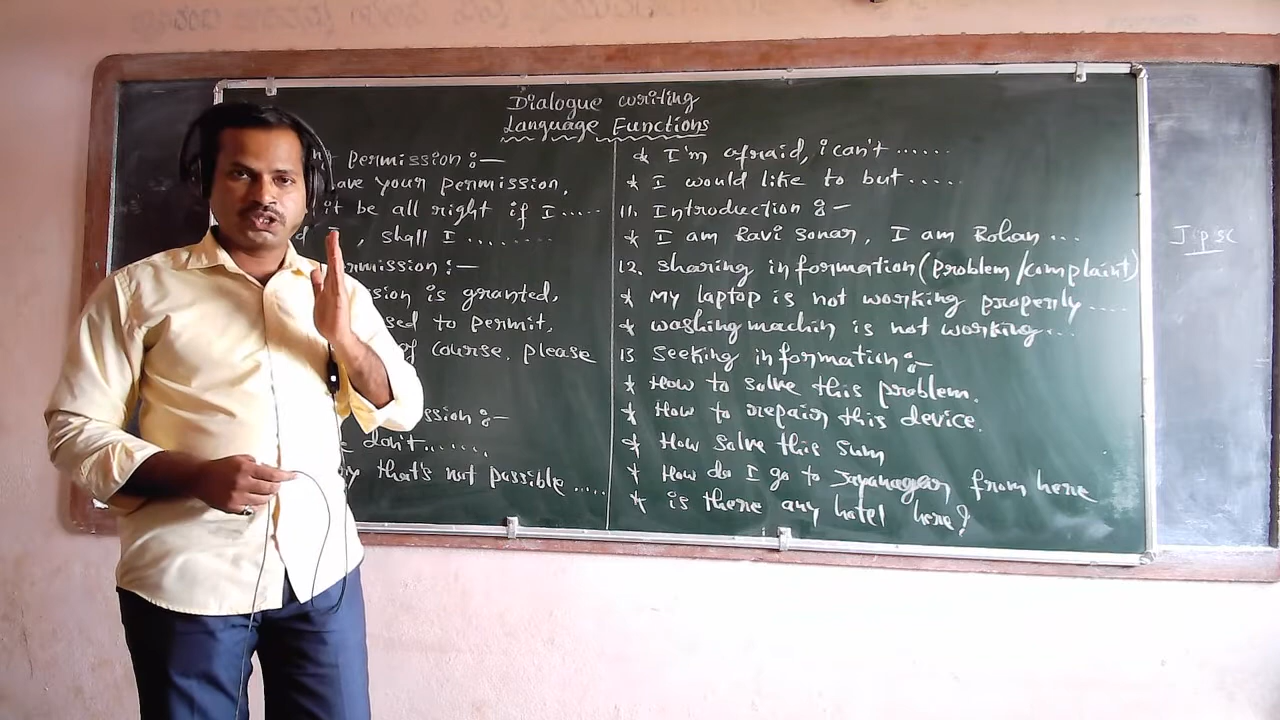 Dialogue writing
Language Functions
permission :-
ave your permission,
it be all right if I.....
I, shall I ........
rmission :-
sion is granted,
sed to permit,
of course. please
ssion :-
don't......
that's not possible .....
* I'm afraid, i can't ......
* I would like to but .....
11. Introduction :-
* I am Ravi sonar, I am Rohan ...
12. sharing information (problem/complaint)
* My laptop is not working properly ....
* washing machin is not working ...
13 Seeking information :-
* How to solve this problem.
* How to repair this device.
* How solve this sum
* How do I go to Jayanagar from here
* is there any hotel here?